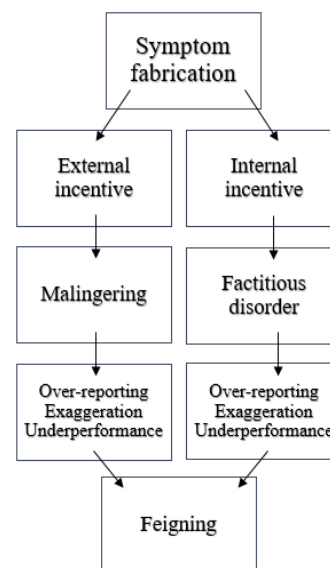 Symptom
fabrication
External
incentive
Internal
incentive
Malingering
Factitious
disorder
Over-reporting
Exaggeration
Underperformance
Over-reporting
Exaggeration
Underperformance
Feigning